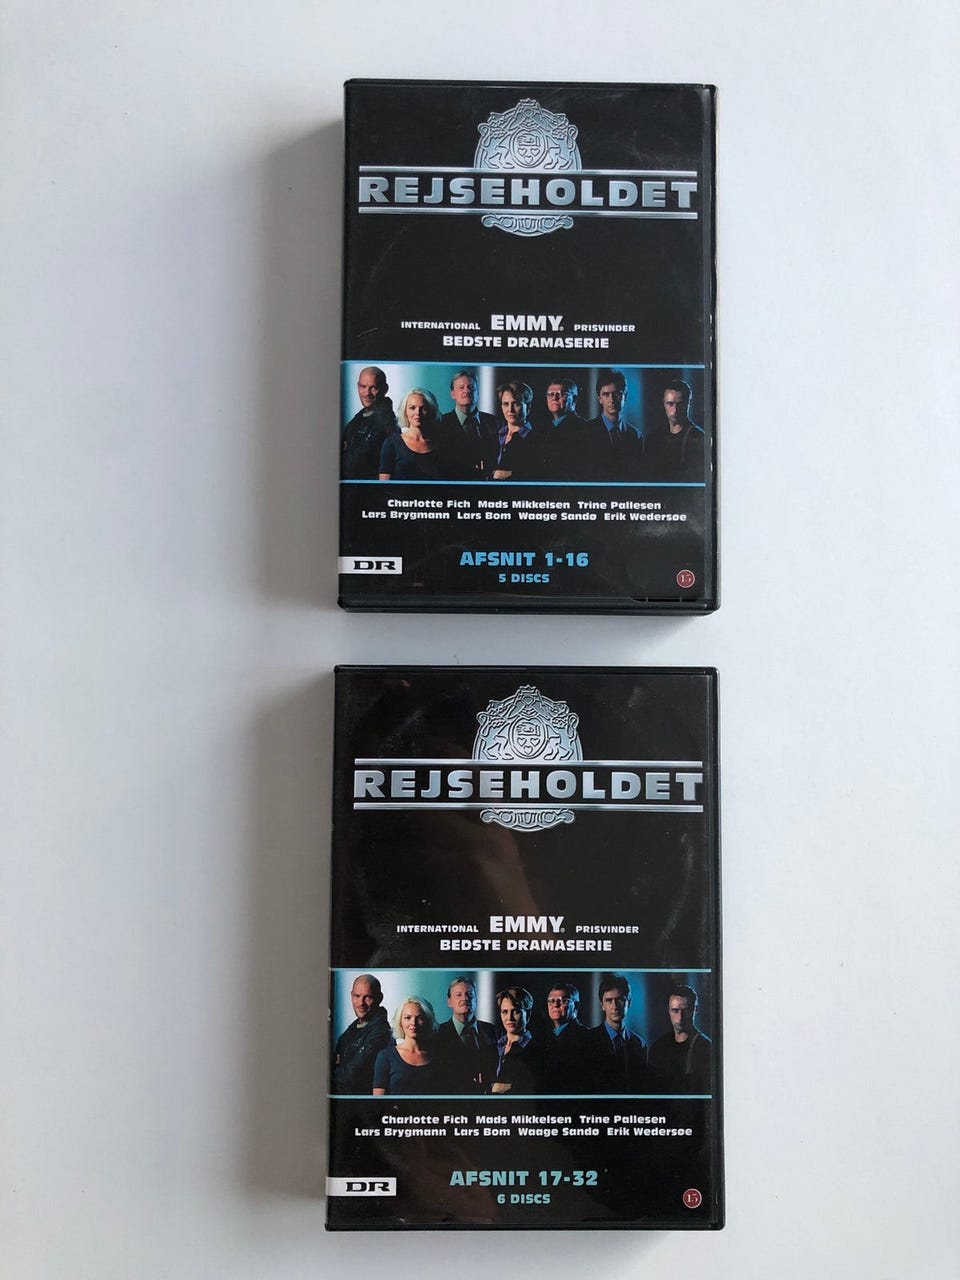 REJSEHOLDET
INTERNATIONAL EMMY® PRISVINDER
BEDSTE DRAMASERIE
Charlotte Fich Mads Mikkelsen Trine Pallesen
Lars Brygmann Lars Bom Waage Sandø Erik Wedersøe
DR
AFSNIT 1-16
5 DISCS
15
REJSEHOLDET
INTERNATIONAL EMMY® PRISVINDER
BEDSTE DRAMASERIE
Charlotte Fich Mads Mikkelsen Trine Pallesen
Lars Brygmann Lars Bom Waage Sandø Erik Wedersøe
DR
AFSNIT 17-32
6 DISCS
15